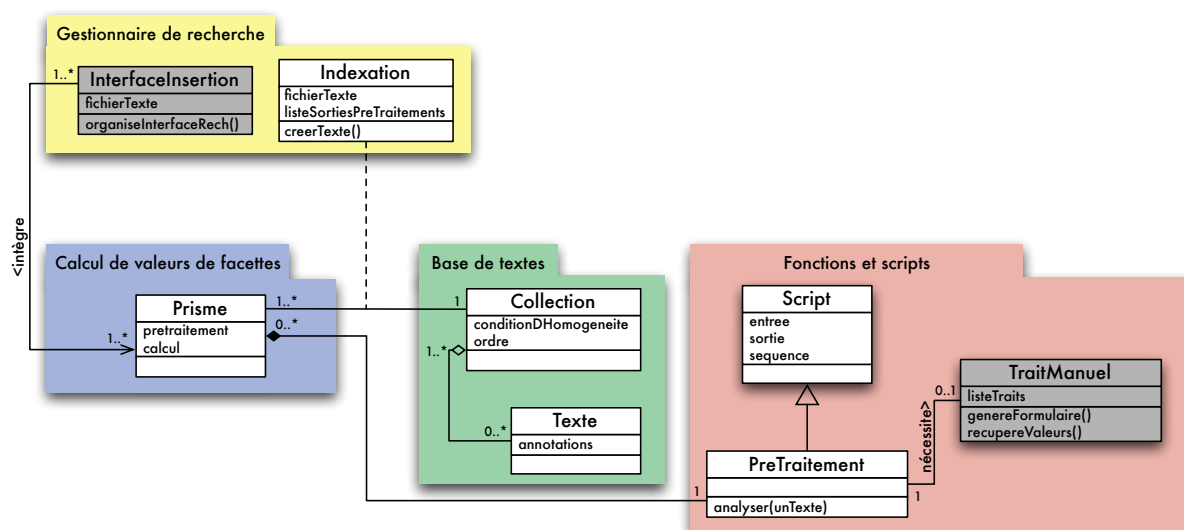 Gestionnaire de recherche
1..*
InterfaceInsertion
fichierTexte
organiseInterfaceRech()
Indexation
fichierTexte
listeSortiesPreTraitements
creerTexte()
<intègre
Calcul de valeurs de facettes
Prisme
pretraitement
calcul
1..*
1..*
0..*
Base de textes
1
Collection
conditionDHomogeneite
ordre
1..*
0..*
Texte
annotations
Fonctions et scripts
Script
entree
sortie
sequence
TraitManuel
listeTraits
genereFormulaire()
recupereValeurs()
0..1
nécessite>
PreTraitement
analyser(unTexte)
1
1